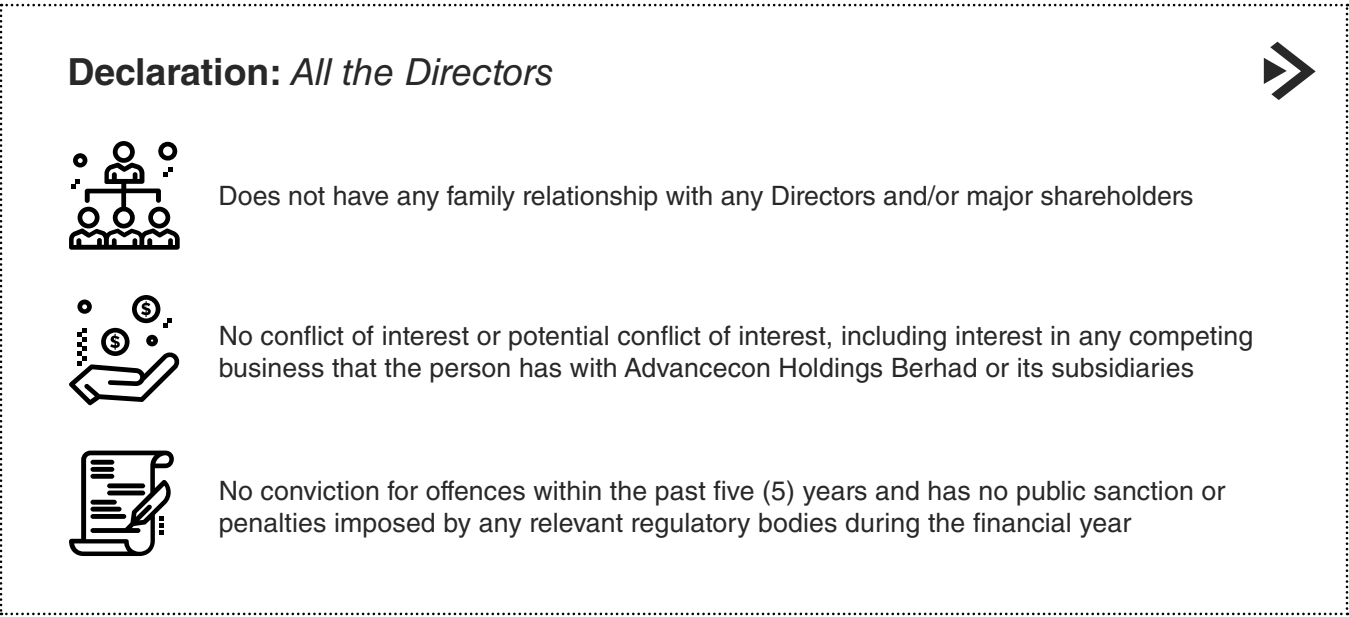 Declaration: All the Directors
Does not have any family relationship with any Directors and/or major shareholders
$
$
No conflict of interest or potential conflict of interest, including interest in any competing
business that the person has with Advancecon Holdings Berhad or its subsidiaries
No conviction for offences within the past five (5) years and has no public sanction or
penalties imposed by any relevant regulatory bodies during the financial year